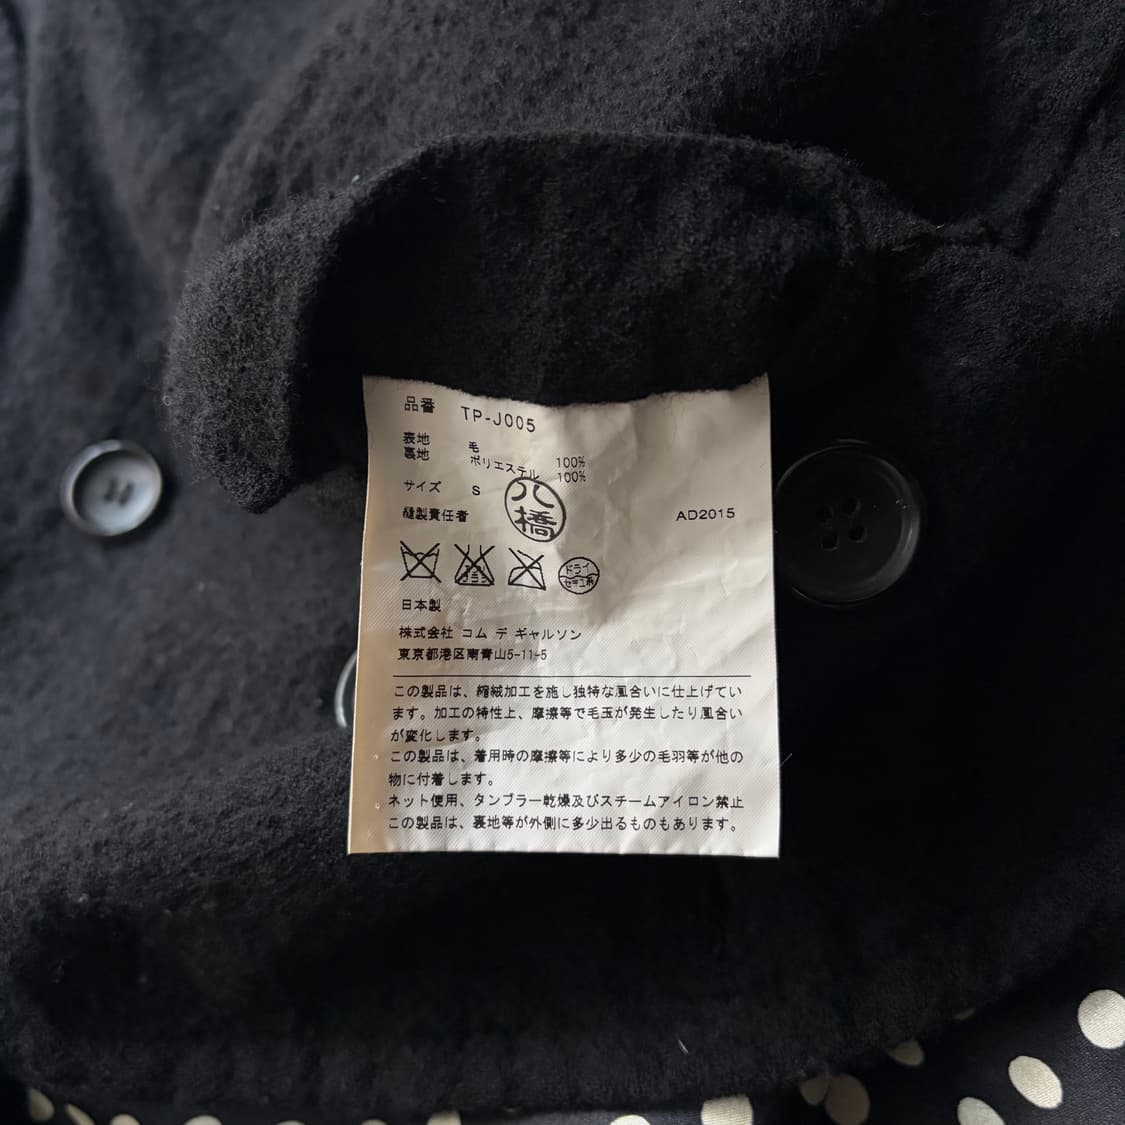 品番 TP-J005
表地 毛 100%
裏地 ポリエステル 100%
サイズ S
縫製責任者 八橋 AD2015
ドライ セキユ系
日本製
株式会社 コム デ ギャルソン
東京都港区南青山5-11-5
この製品は、縮絨加工を施し独特な風合いに仕上げてい
ます。加工の特性上、摩擦等で毛玉が発生したり風合い
が変化します。
この製品は、着用時の摩擦等により多少の毛羽等が他の
物に付着します。
ネット使用、タンブラー乾燥及びスチームアイロン禁止
この製品は、裏地等が外側に多少出るものもあります。